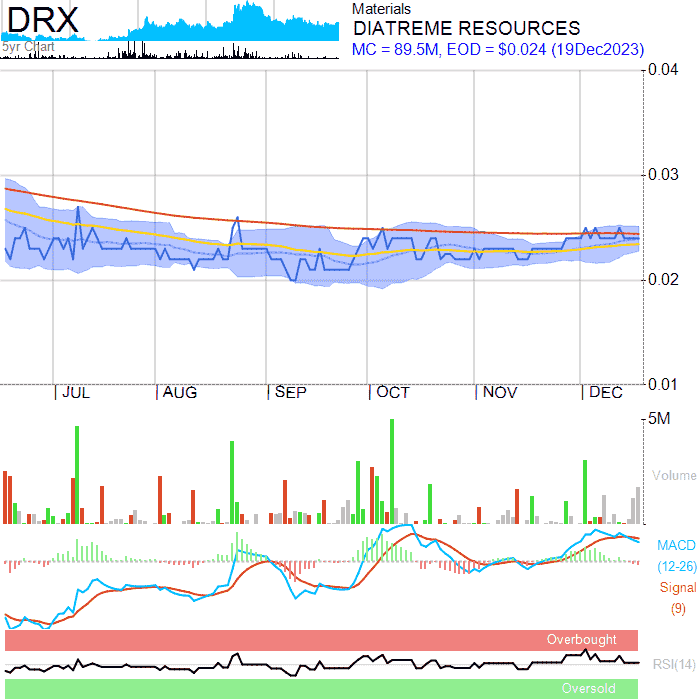 DRX
5yr Chart
Materials
DIATREME RESOURCES
MC = 89.5M, EOD = $0.024 (19Dec2023)
0.04
0.03
0.02
0.01
JUL AUG SEP OCT NOV DEC
5M
Volume
MACD
(12-26)
Signal
(9)
Overbought
RSI(14)
Oversold